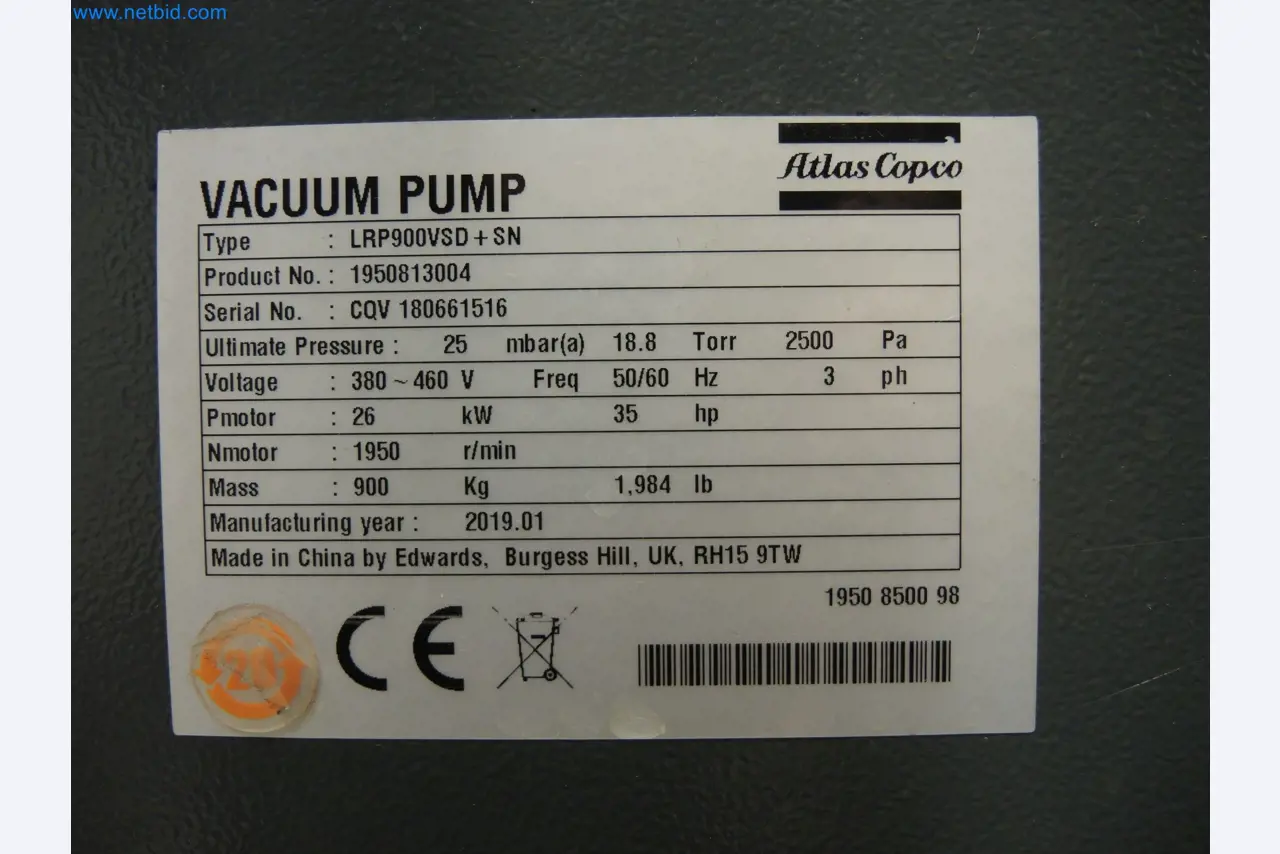 www.netbid.com
Atlas Copco
VACUUM PUMP
Type : LRP900VSD+SN
Product No. : 1950813004
Serial No. : CQV 180661516
Ultimate Pressure : 25 mbar(a) 18.8 Torr 2500 Pa
Voltage : 380~460 V Freq 50/60 Hz 3 ph
Pmotor : 26 kW 35 hp
Nmotor : 1950 r/min
Mass : 900 Kg 1,984 lb
Manufacturing year : 2019.01
Made in China by Edwards, Burgess Hill, UK, RH15 9TW
1950 8500 98
20
CE